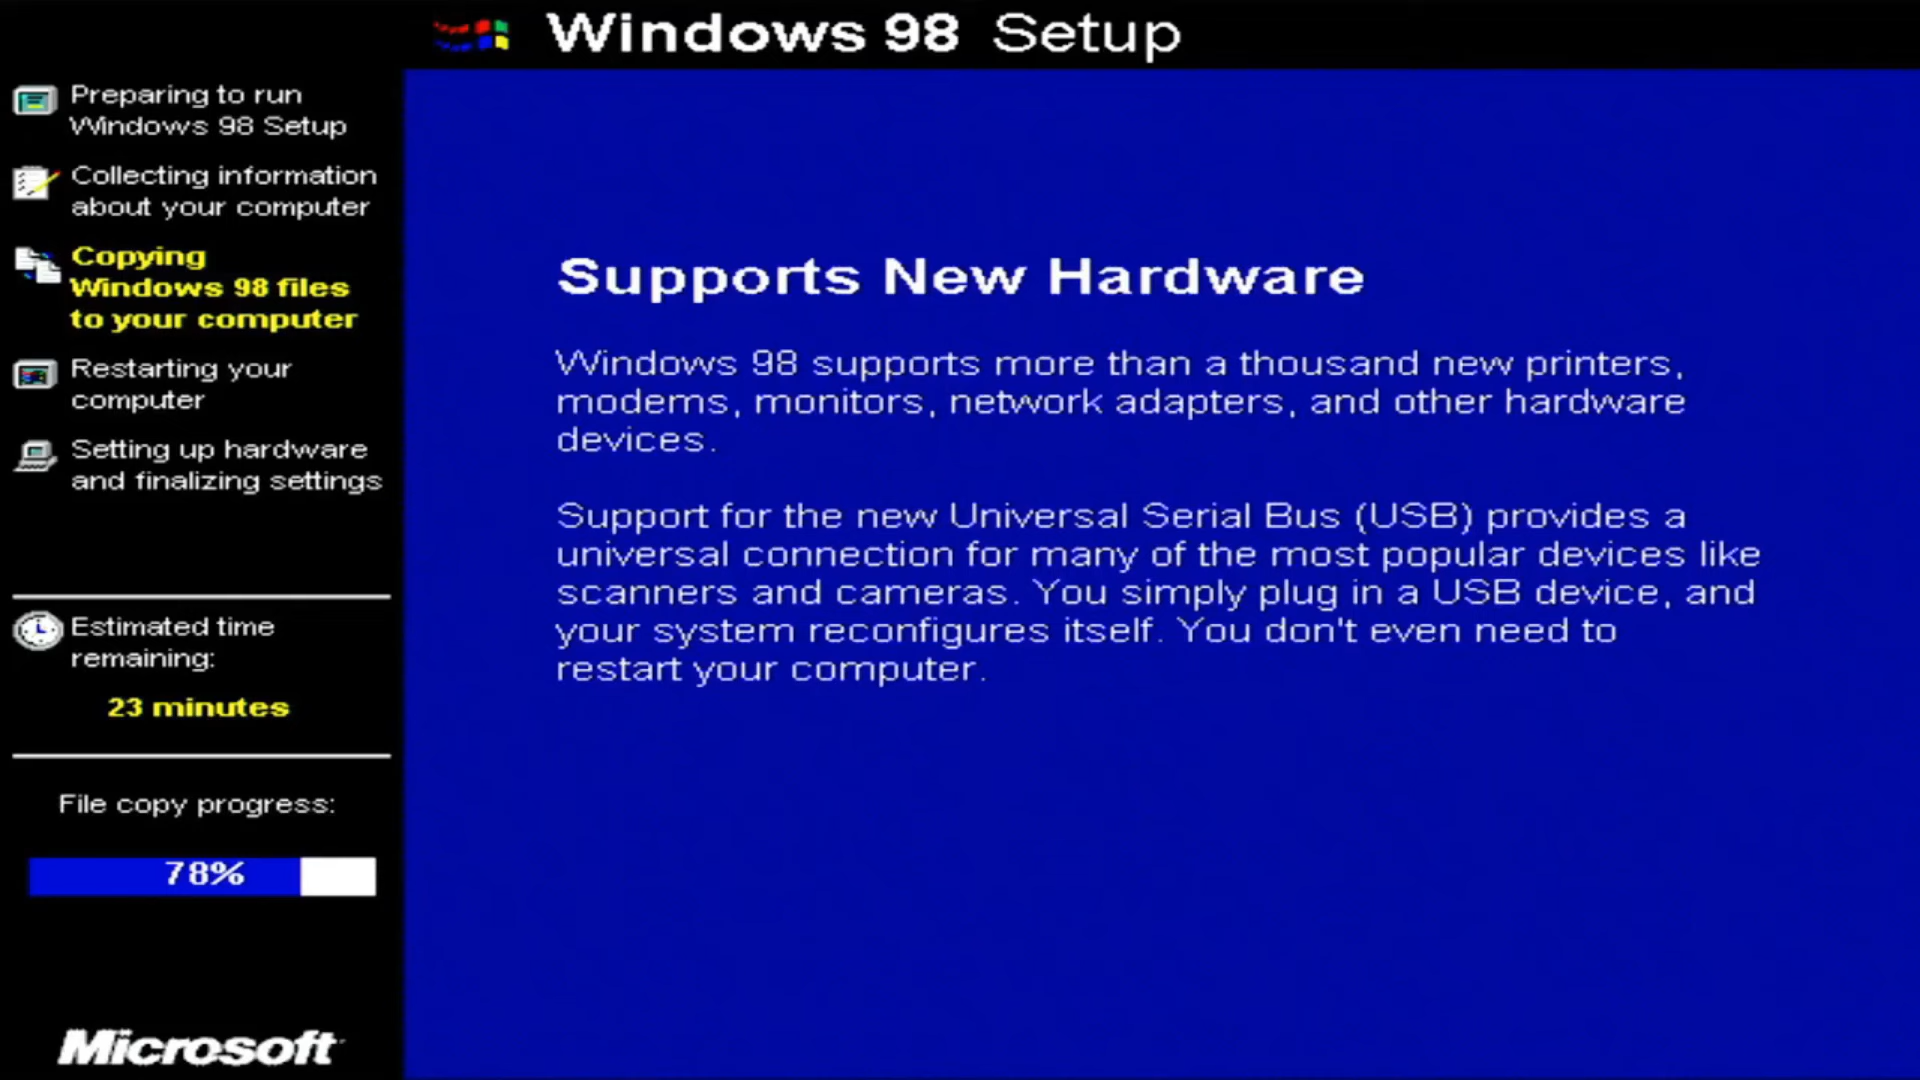 Windows 98 Setup
Preparing to run
Windows 98 Setup
Collecting information
about your computer
Copying
Windows 98 files
to your computer
Restarting your
computer
Setting up hardware
and finalizing settings
Estimated time
remaining:
23 minutes
File copy progress:
78%
Microsoft
Supports New Hardware
Windows 98 supports more than a thousand new printers,
modems, monitors, network adapters, and other hardware
devices.
Support for the new Universal Serial Bus (USB) provides a
universal connection for many of the most popular devices like
scanners and cameras. You simply plug in a USB device, and
your system reconfigures itself. You don't even need to
restart your computer.